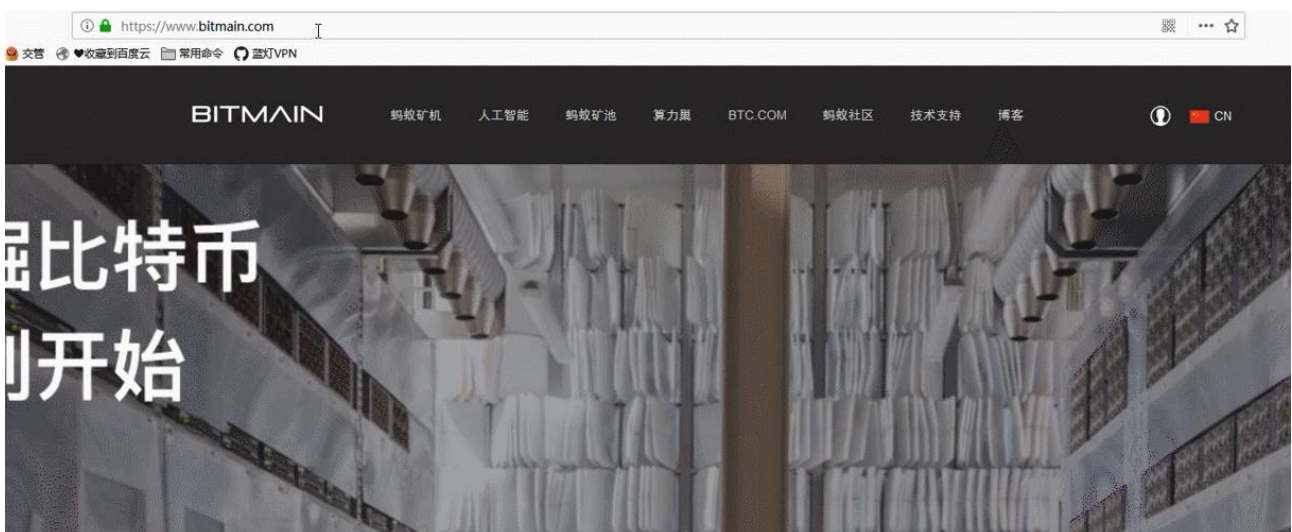 https://www.bitmain.com
交管 ♥收藏到百度云 常用命令 蓝灯VPN
BITMAIN 蚂蚁矿机 人工智能 蚂蚁矿池 算力巢 BTC.COM 蚂蚁社区 技术支持 博客 CN
掘比特币
刻开始